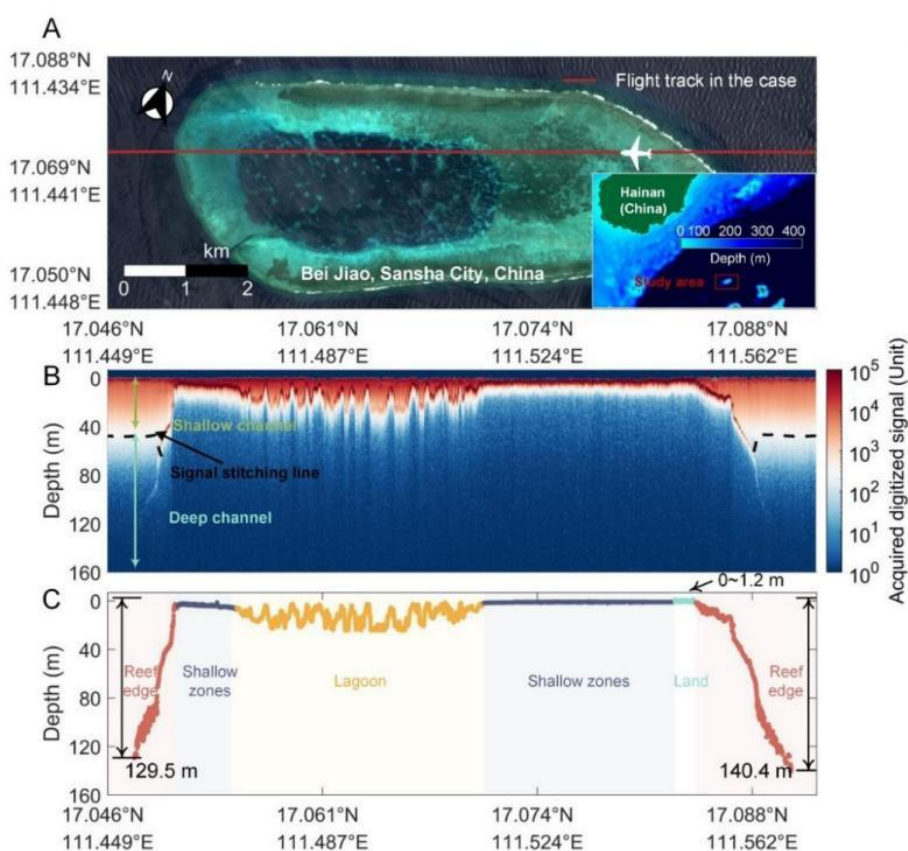 A
17.088°N
111.434°E
17.069°N
111.441°E
17.050°N
111.448°E
N
Flight track in the case
Hainan
(China)
0 100 200 300 400
Depth (m)
Study area
km
0 1 2
Bei Jiao, Sansha City, China
17.046°N 17.061°N 17.074°N 17.088°N
111.449°E 111.487°E 111.524°E 111.562°E
B
0
40
80
120
160
Depth (m)
Shallow channel
Signal stitching line
Deep channel
10⁵
10⁴
10³
10²
10¹
10⁰
Acquired digitized signal (Unit)
C
0~1.2 m
0
40
80
120
160
Depth (m)
Reef
edge
Shallow
zones
Lagoon
Shallow zones
Land
Reef
edge
129.5 m
140.4 m
17.046°N 17.061°N 17.074°N 17.088°N
111.449°E 111.487°E 111.524°E 111.562°E